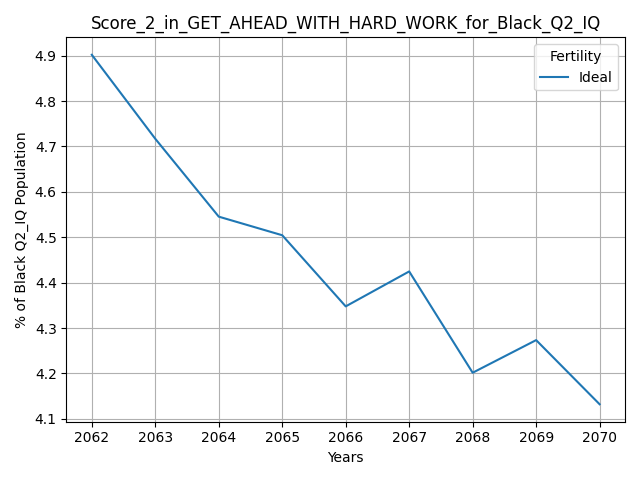 Score_2_in_GET_AHEAD_WITH_HARD_WORK_for_Black_Q2_IQ
Fertility
Ideal
% of Black Q2_IQ Population
4.9
4.8
4.7
4.6
4.5
4.4
4.3
4.2
4.1
2062 2063 2064 2065 2066 2067 2068 2069 2070
Years